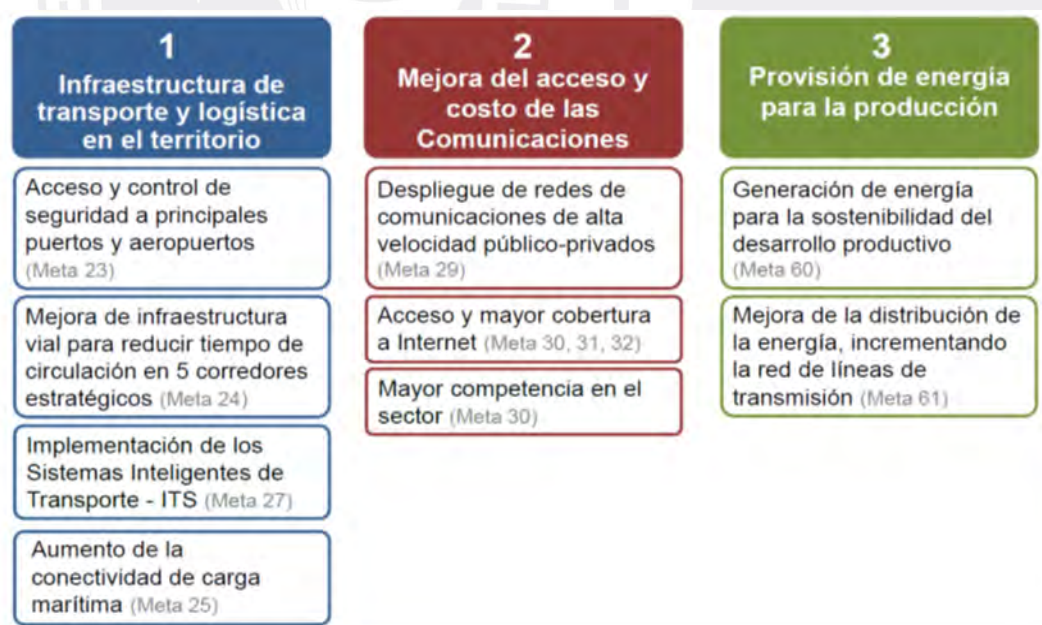 1
Infraestructura de
transporte y logística
en el territorio
Acceso y control de
seguridad a principales
puertos y aeropuertos
(Meta 23)
Mejora de infraestructura
vial para reducir tiempo de
circulación en 5 corredores
estratégicos (Meta 24)
Implementación de los
Sistemas Inteligentes de
Transporte - ITS (Meta 27)
Aumento de la
conectividad de carga
marítima (Meta 25)
2
Mejora del acceso y
costo de las
Comunicaciones
Despliegue de redes de
comunicaciones de alta
velocidad público-privados
(Meta 29)
Acceso y mayor cobertura
a Internet (Meta 30, 31, 32)
Mayor competencia en el
sector (Meta 30)
3
Provisión de energía
para la producción
Generación de energía
para la sostenibilidad del
desarrollo productivo
(Meta 60)
Mejora de la distribución de
la energía, incrementando
la red de líneas de
transmisión (Meta 61)